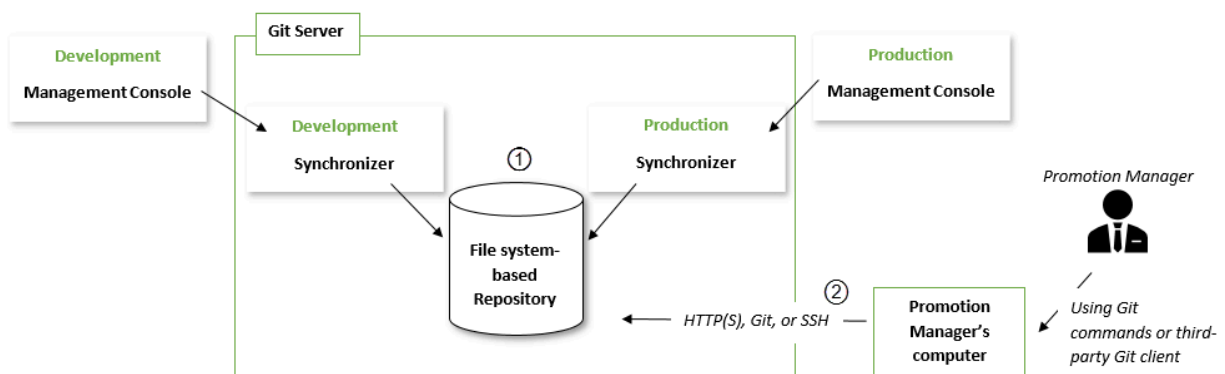 Git Server
Development
Management Console
Production
Management Console
Development
Synchronizer
Production
Synchronizer
1
File system-
based
Repository
Promotion Manager
2
HTTP(S), Git, or SSH
Promotion
Manager's
computer
Using Git
commands or third-
party Git client